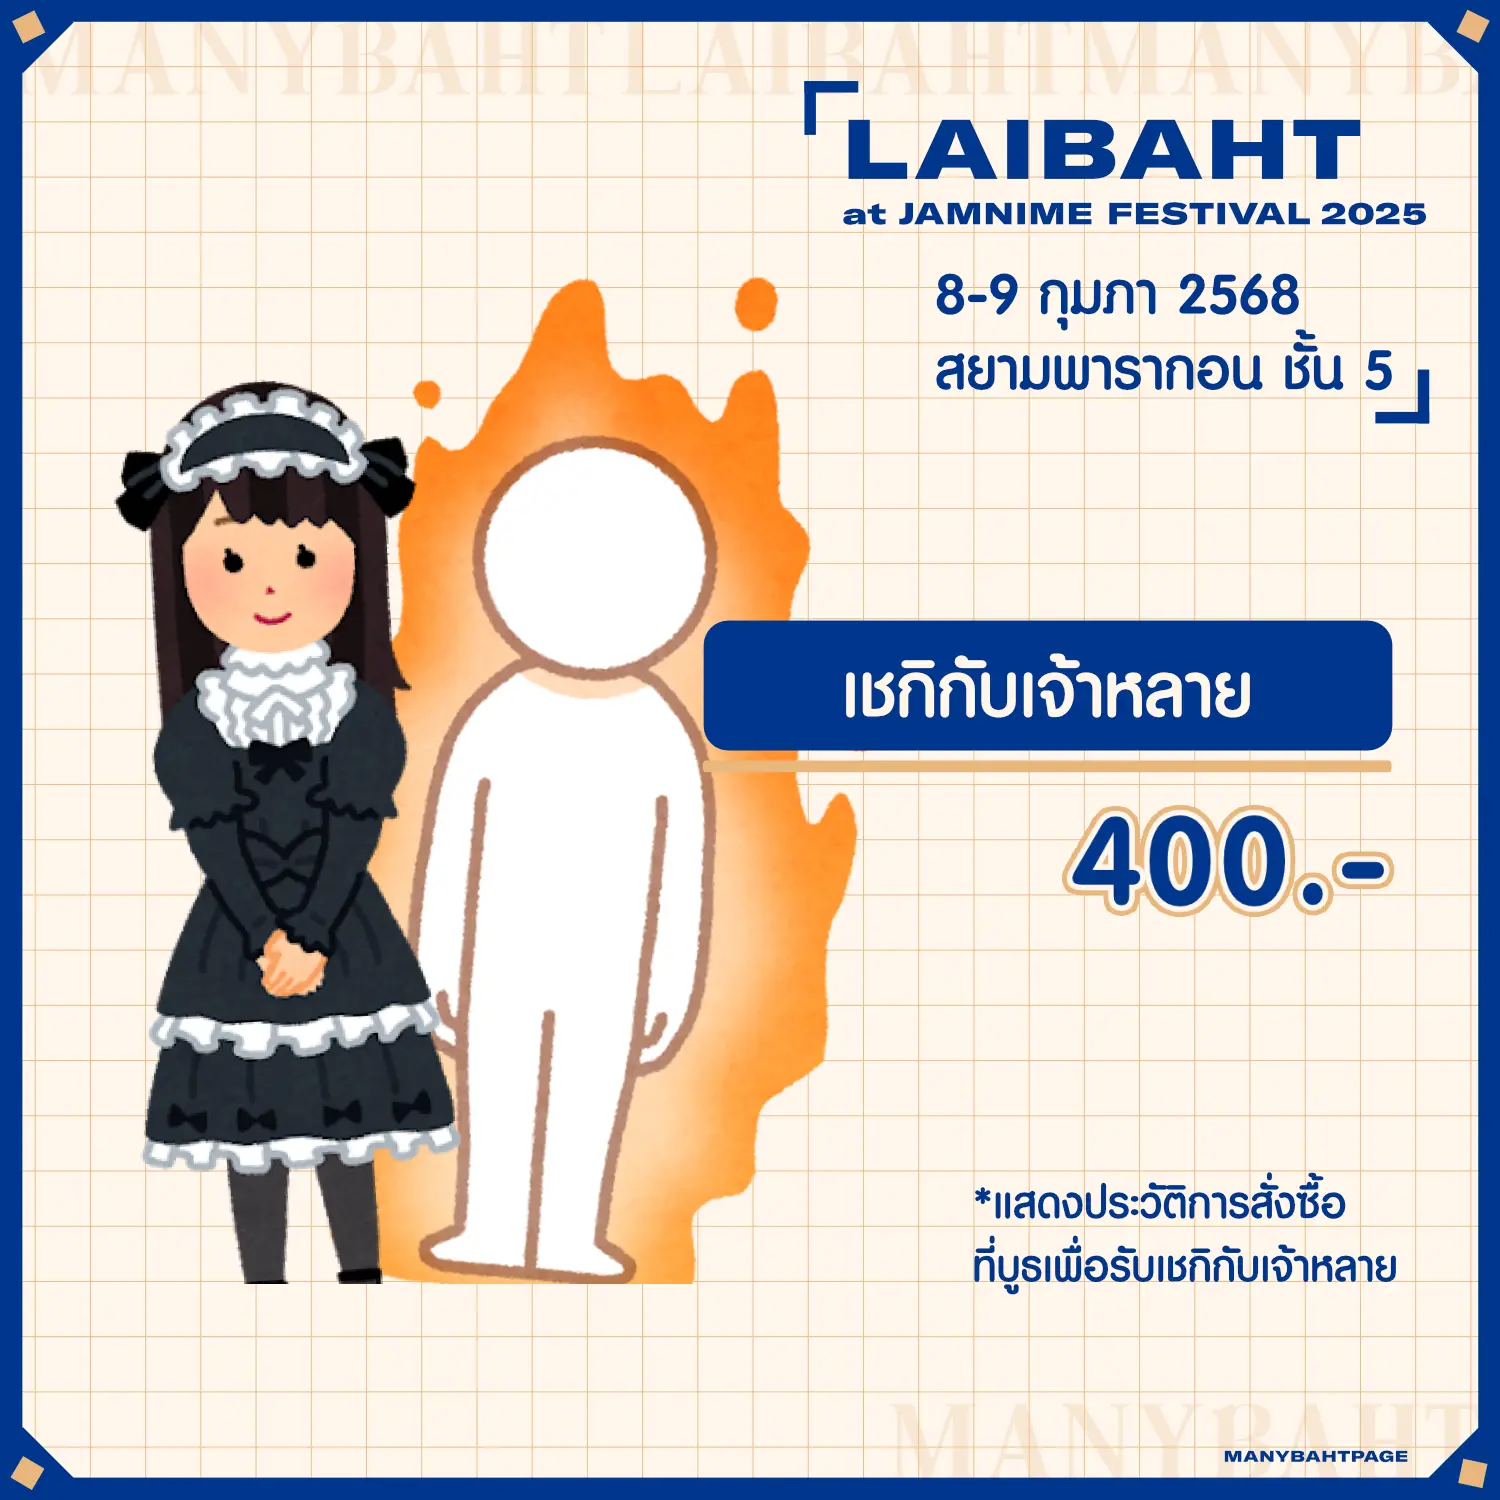 MANYBAHTLAIBAHTMANYB
LAIBAHT
at JAMNIME FESTIVAL 2025
8-9 กุมภา 2568
สยามพารากอน ชั้น 5
เชกิกับเจ้าหลาย
400.-
*แสดงประวัติการสั่งซื้อ
ที่บูธเพื่อรับเชกิกับเจ้าหลาย
MANYBAHT
MANYBAHTPAGE